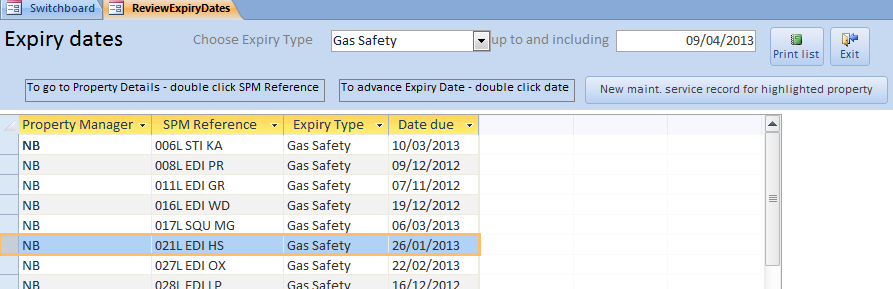 Switchboard ReviewExpiryDates
Expiry dates Choose Expiry Type Gas Safety up to and including 09/04/2013 Print list Exit
To go to Property Details - double click SPM Reference To advance Expiry Date - double click date New maint. service record for highlighted property
Property Manager SPM Reference Expiry Type Date due
NB 006L STI KA Gas Safety 10/03/2013
NB 008L EDI PR Gas Safety 09/12/2012
NB 011L EDI GR Gas Safety 07/11/2012
NB 016L EDI WD Gas Safety 19/12/2012
NB 017L SQU MG Gas Safety 06/03/2013
NB 021L EDI HS Gas Safety 26/01/2013
NB 027L EDI OX Gas Safety 22/02/2013
NB 028L EDI LP Gas Safety 16/12/2012